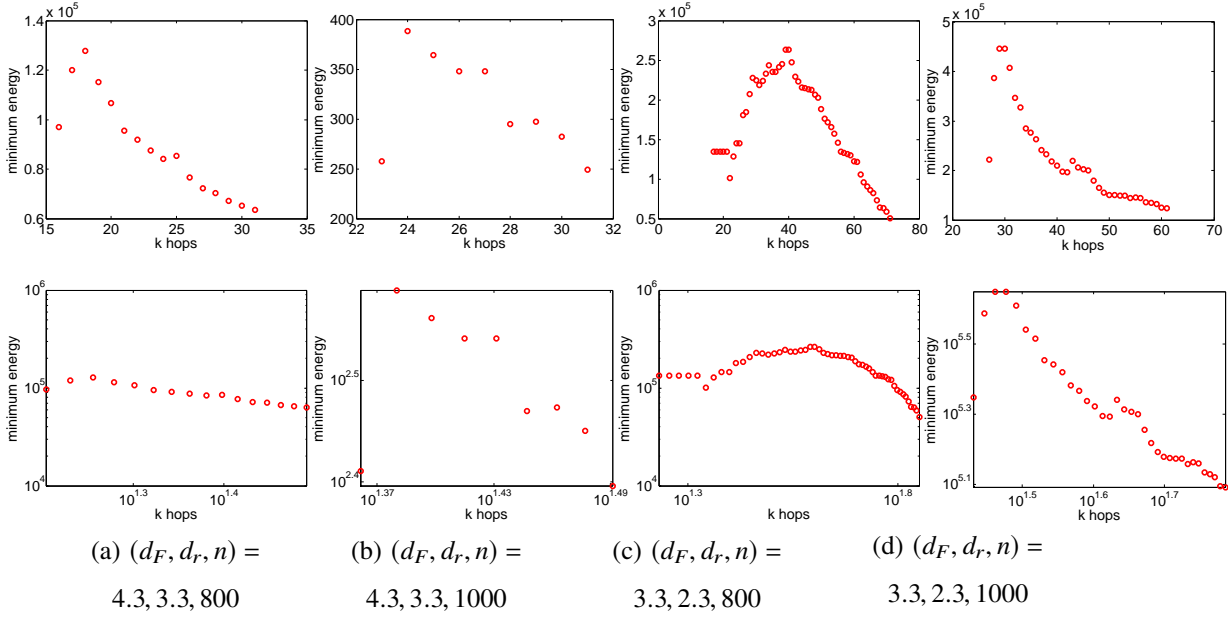 x 10^5
1.4
1.2
1
0.8
0.6
15 20 25 30 35
k hops
minimum energy
400
350
300
250
200
22 24 26 28 30 32
k hops
minimum energy
x 10^5
3
2.5
2
1.5
1
0.5
0 20 40 60 80
k hops
minimum energy
x 10^5
5
4
3
2
1
20 30 40 50 60 70
k hops
minimum energy
10^6
10^5
10^4
10^1.3 10^1.4
k hops
minimum energy
10^2.5
10^2.4
10^1.37 10^1.43 10^1.49
k hops
minimum energy
10^6
10^5
10^4
10^1.3 10^1.8
k hops
minimum energy
10^5.5
10^5.3
10^5.1
10^1.5 10^1.6 10^1.7
k hops
minimum energy
(a) (d_F, d_r, n) =
4.3, 3.3, 800
(b) (d_F, d_r, n) =
4.3, 3.3, 1000
(c) (d_F, d_r, n) =
3.3, 2.3, 800
(d) (d_F, d_r, n) =
3.3, 2.3, 1000